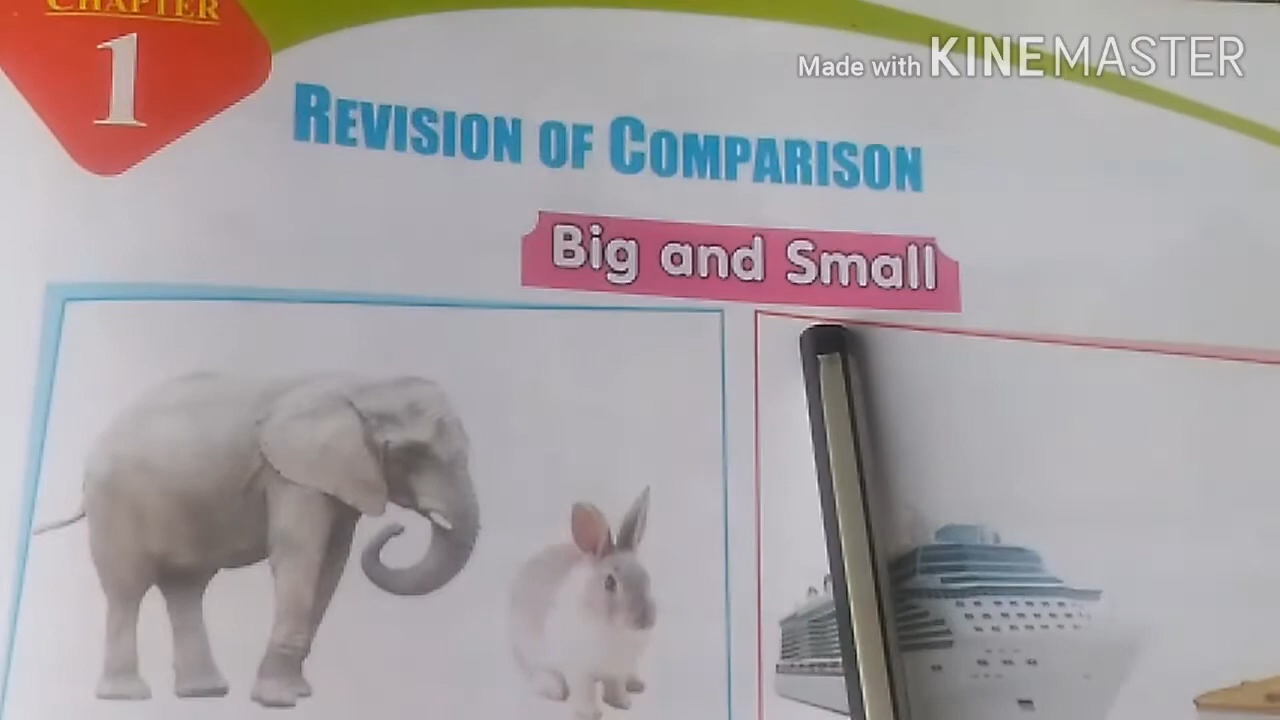 CHAPTER
1
Made with KINEMASTER
REVISION OF COMPARISON
Big and Small